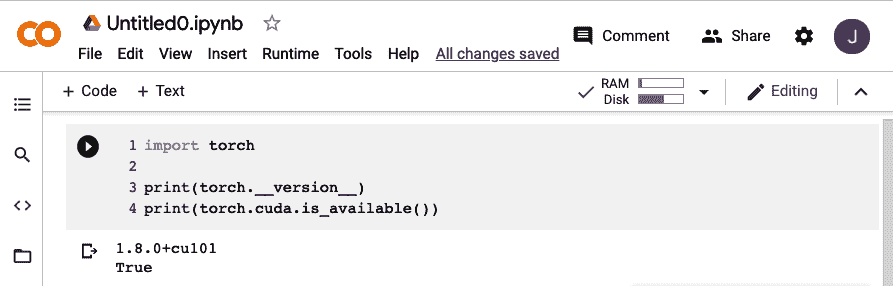 Untitled0.ipynb
Comment
Share
J
File Edit View Insert Runtime Tools Help All changes saved
+ Code + Text
RAM
Disk
Editing
1 import torch
2
3 print(torch.__version__)
4 print(torch.cuda.is_available())
1.8.0+cu101
True